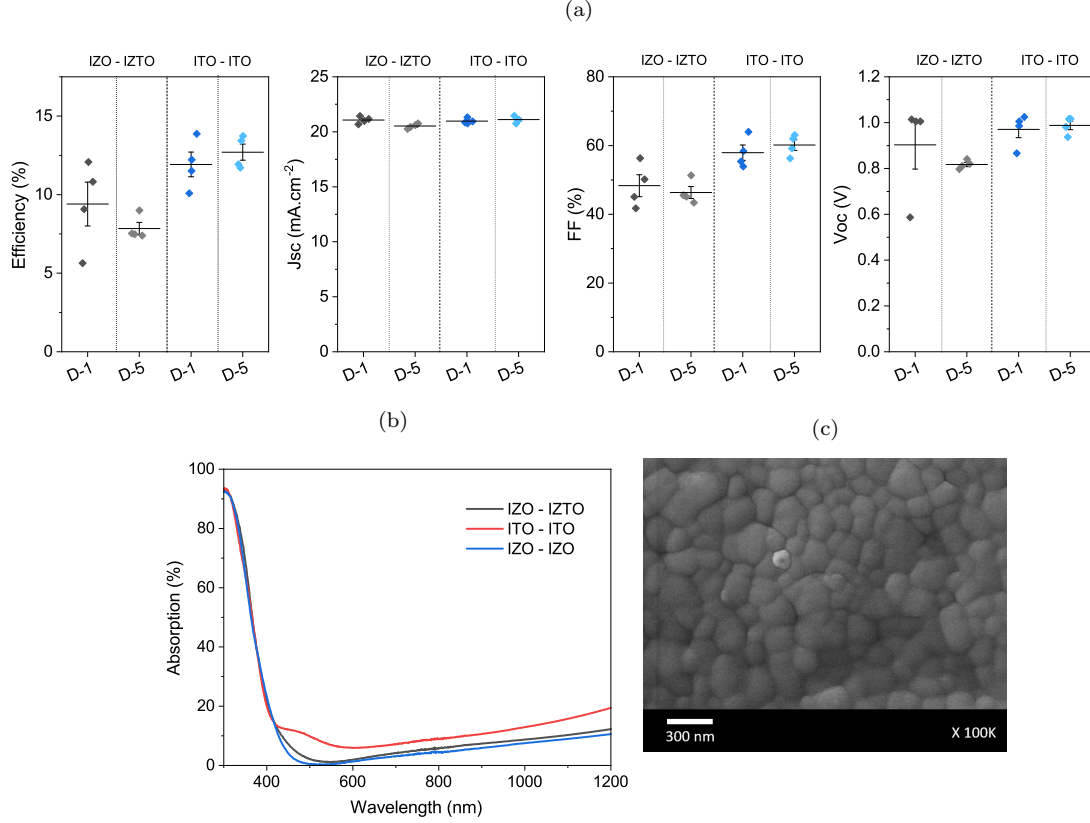 (a)
IZO - IZTO ITO - ITO
Efficiency (%)
15
10
5
0
D-1 D-5 D-1 D-5
IZO - IZTO ITO - ITO
Jsc (mA.cm⁻²)
25
20
15
10
5
0
D-1 D-5 D-1 D-5
IZO - IZTO ITO - ITO
FF (%)
80
60
40
20
0
D-1 D-5 D-1 D-5
IZO - IZTO ITO - ITO
Voc (V)
1.2
1.0
0.8
0.6
0.4
0.2
0.0
D-1 D-5 D-1 D-5
(b)
Absorption (%)
100
80
60
40
20
0
IZO - IZTO
ITO - ITO
IZO - IZO
400 600 800 1000 1200
Wavelength (nm)
(c)
300 nm X 100K